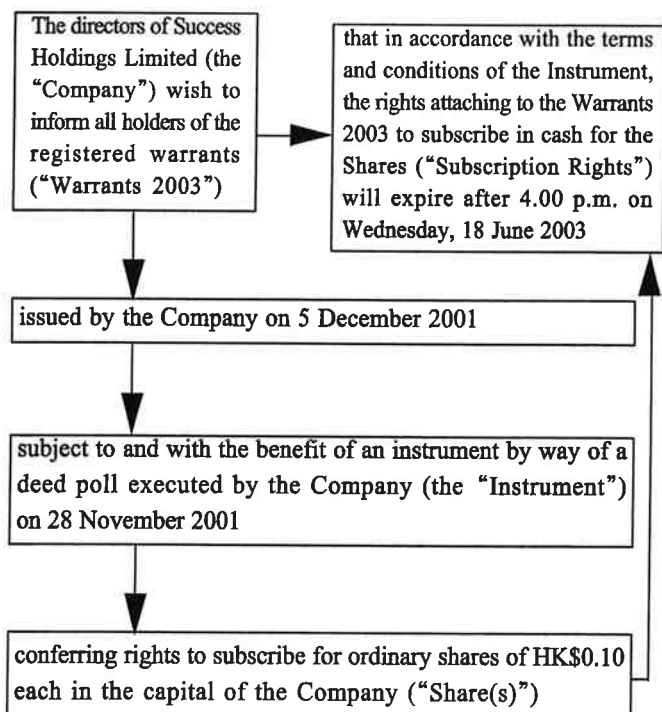 The directors of Success
Holdings Limited (the
“Company”) wish to
inform all holders of the
registered warrants
(“Warrants 2003”)
that in accordance with the terms
and conditions of the Instrument,
the rights attaching to the Warrants
2003 to subscribe in cash for the
Shares (“Subscription Rights”)
will expire after 4.00 p.m. on
Wednesday, 18 June 2003
issued by the Company on 5 December 2001
subject to and with the benefit of an instrument by way of a
deed poll executed by the Company (the “Instrument”)
on 28 November 2001
conferring rights to subscribe for ordinary shares of HK$0.10
each in the capital of the Company (“Share(s)”)